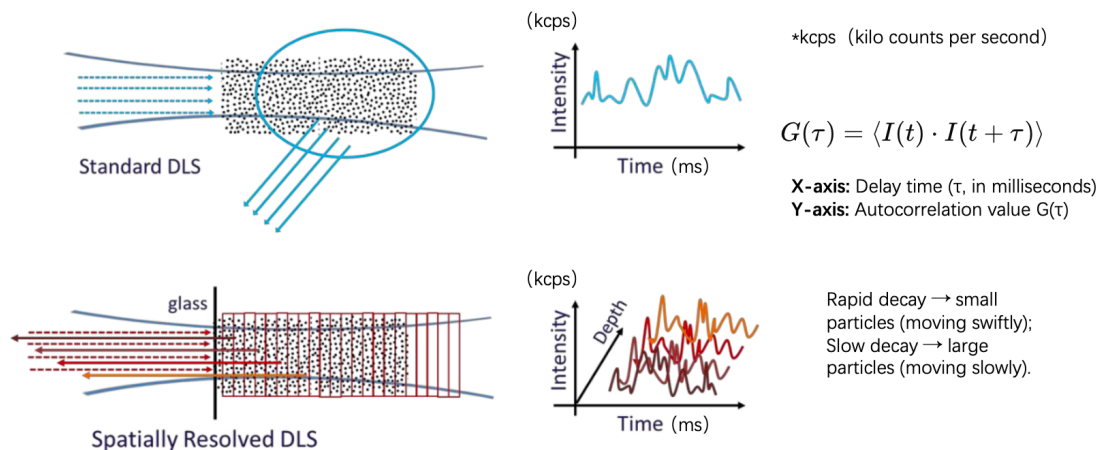 (kcps)
*kcps（kilo counts per second）
Intensity
Time (ms)
Standard DLS
G(τ) = ⟨I(t) · I(t + τ)⟩
X-axis: Delay time (τ, in milliseconds)
Y-axis: Autocorrelation value G(τ)
(kcps)
glass
Depth
Intensity
Time (ms)
Rapid decay → small
particles (moving swiftly);
Slow decay → large
particles (moving slowly).
Spatially Resolved DLS